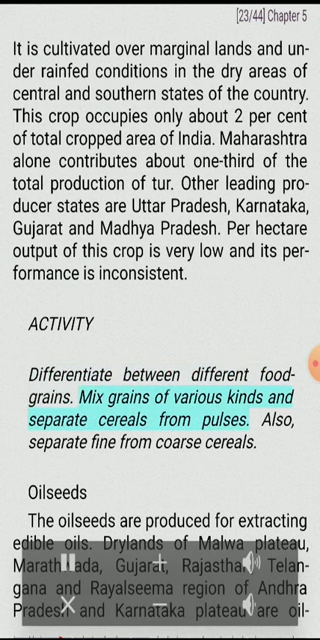 [23/44] Chapter 5
It is cultivated over marginal lands and un-
der rainfed conditions in the dry areas of
central and southern states of the country.
This crop occupies only about 2 per cent
of total cropped area of India. Maharashtra
alone contributes about one-third of the
total production of tur. Other leading pro-
ducer states are Uttar Pradesh, Karnataka,
Gujarat and Madhya Pradesh. Per hectare
output of this crop is very low and its per-
formance is inconsistent.
ACTIVITY
Differentiate between different food-
grains. Mix grains of various kinds and
separate cereals from pulses. Also,
separate fine from coarse cereals.
Oilseeds
The oilseeds are produced for extracting
edible oils. Drylands of Malwa plateau,
Marathwada, Gujarat, Rajasthan, Telan-
gana and Rayalseema region of Andhra
Pradesh and Karnataka plateau are oil-